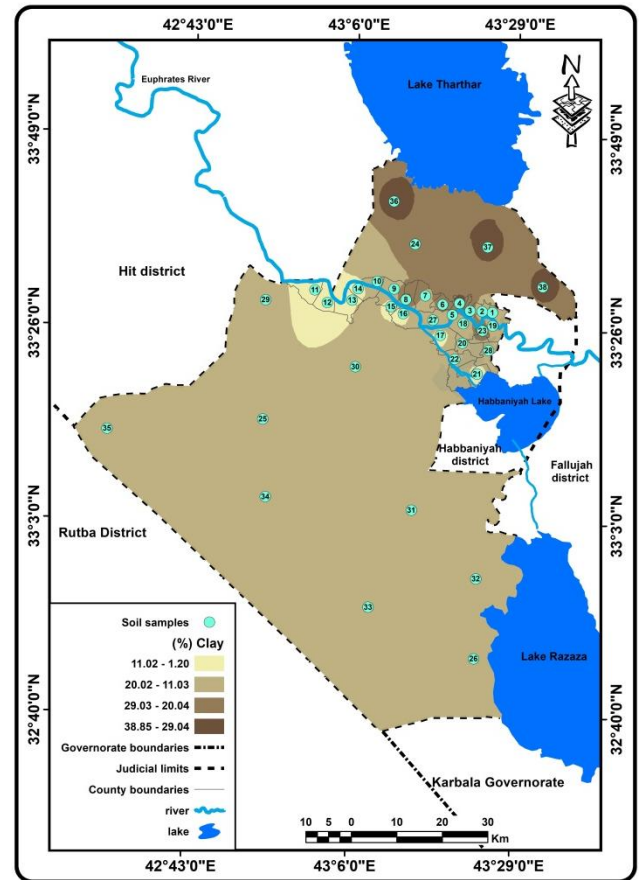 42°43'0"E 43°6'0"E 43°29'0"E
N
Euphrates River
Lake Tharthar
33°49'0"N 33°49'0"N
36
24
37
38
Hit district
29
11
12
13
14
10
9
8
15
16
7
6
4
5
3
2
1
27
18
23
19
17
20
28
22
21
33°26'0"N 33°26'0"N
30
Habbaniyah Lake
25
35
Habbaniyah
district
Fallujah
district
34
31
33°3'0"N 33°3'0"N
Rutba District
32
33
26
Lake Razaza
Soil samples
(%) Clay
11.02 - 1.20
20.02 - 11.03
29.03 - 20.04
38.85 - 29.04
Governorate boundaries
Judicial limits
County boundaries
river
lake
32°40'0"N 32°40'0"N
Karbala Governorate
10 5 0 10 20 30
Km
42°43'0"E 43°6'0"E 43°29'0"E